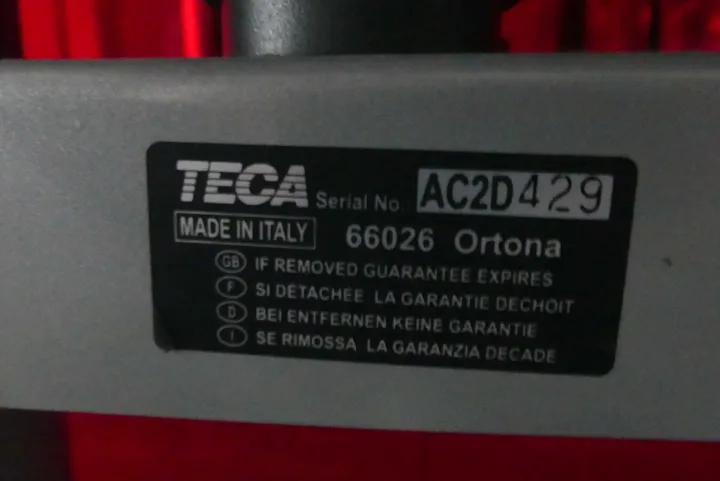 TECA Serial No. AC2D429
MADE IN ITALY 66026 Ortona
GB IF REMOVED GUARANTEE EXPIRES
F SI DETACHEE LA GARANTIE DECHOIT
D BEI ENTFERNEN KEINE GARANTIE
I SE RIMOSSA LA GARANZIA DECADE